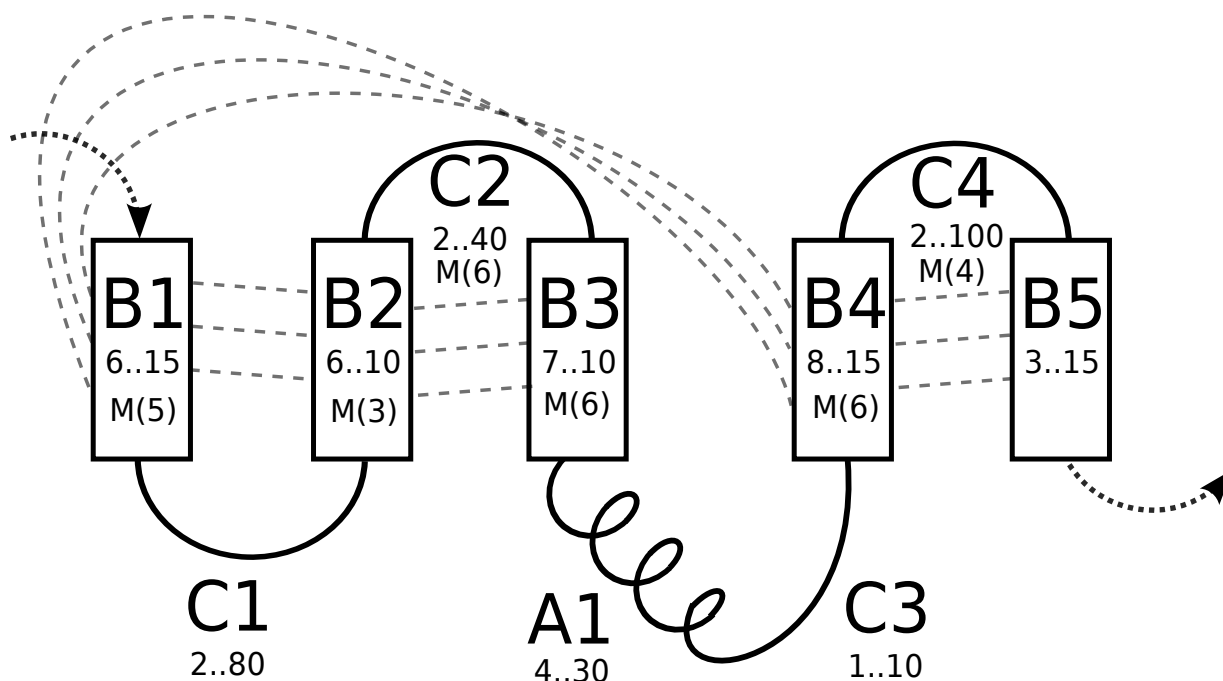 C2
2..40
M(6)
C4
2..100
M(4)
B1
6..15
M(5)
B2
6..10
M(3)
B3
7..10
M(6)
B4
8..15
M(6)
B5
3..15
C1
2..80
A1
4..30
C3
1..10